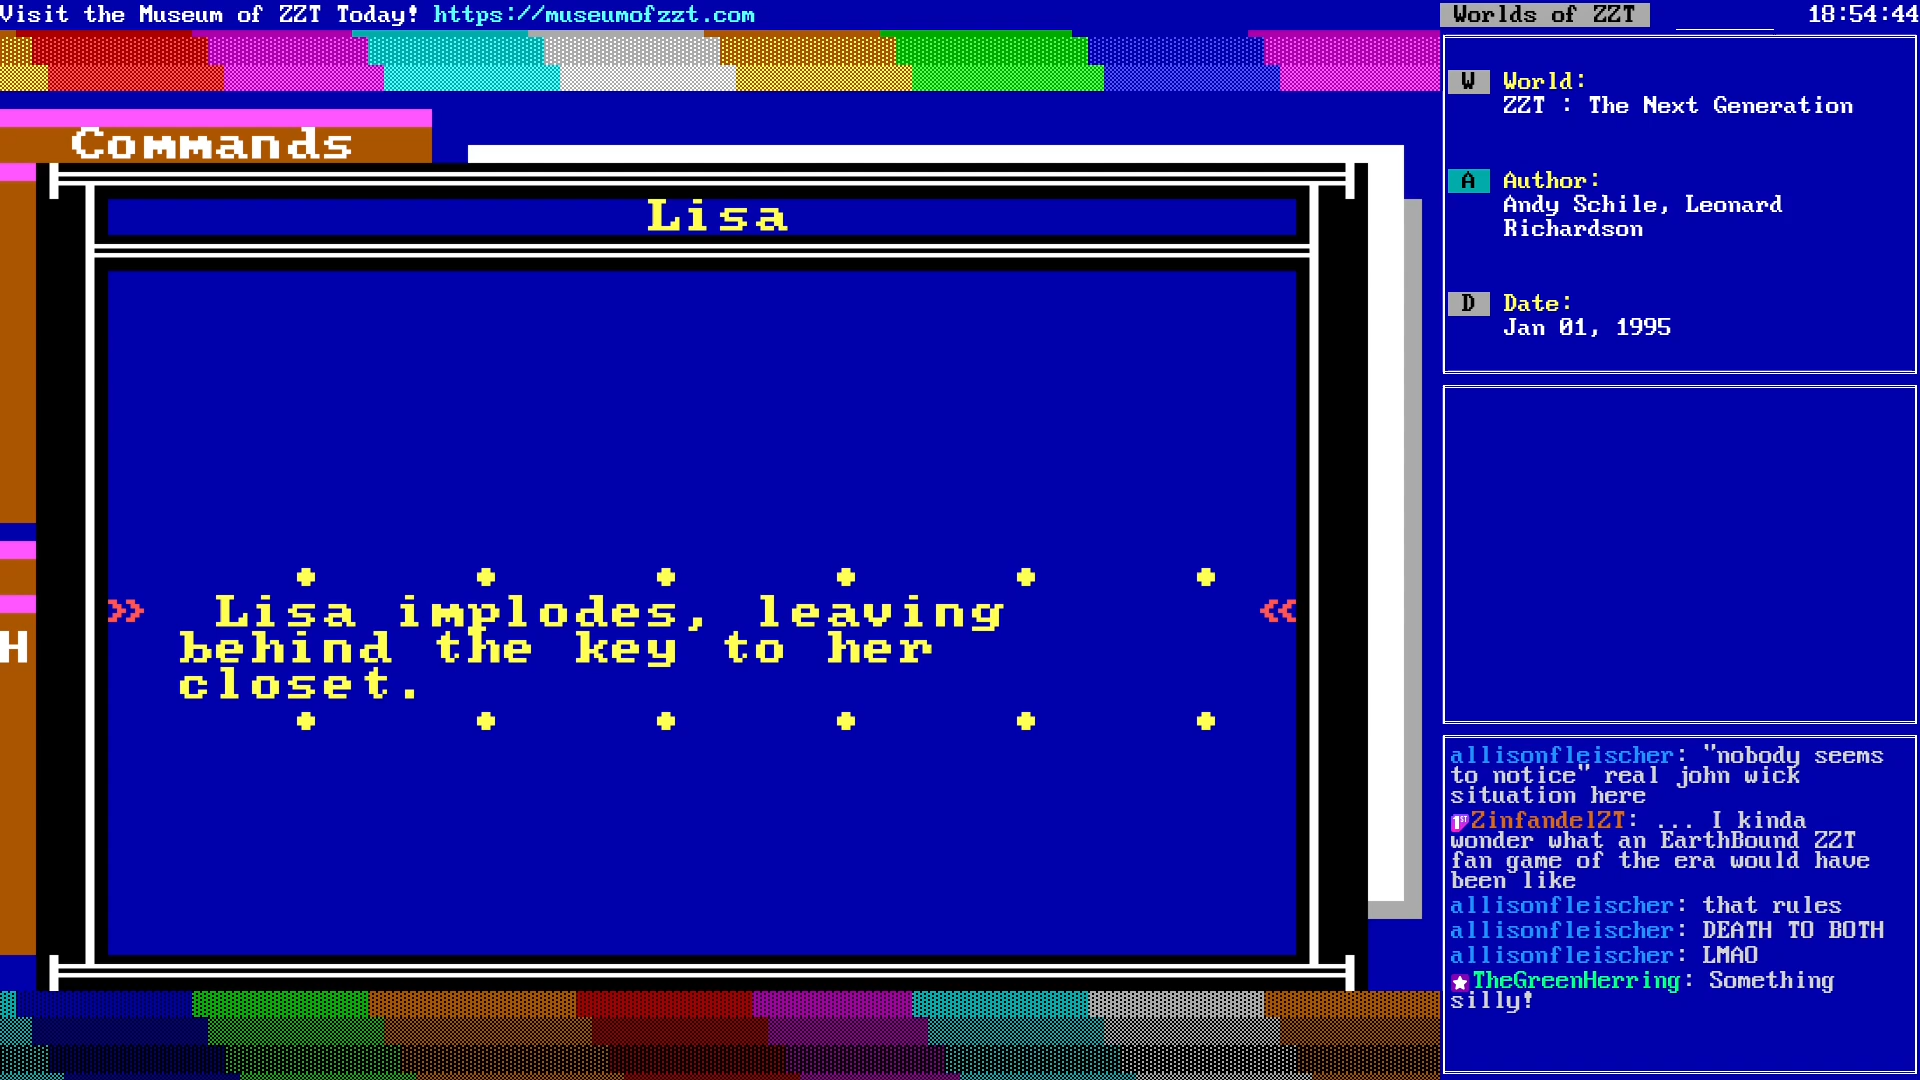 Visit the Museum of ZZT Today! https://museumofzzt.com
Worlds of ZZT
18:54:44
W World:
ZZT : The Next Generation
A Author:
Andy Schile, Leonard
Richardson
D Date:
Jan 01, 1995
Commands
Lisa
H
» Lisa implodes, leaving «
behind the key to her
closet.
allisonfleischer: "nobody seems
to notice" real john wick
situation here
1ST ZinfandelZT: ... I kinda
wonder what an EarthBound ZZT
fan game of the era would have
been like
allisonfleischer: that rules
allisonfleischer: DEATH TO BOTH
allisonfleischer: LMAO
TheGreenHerring: Something
silly!